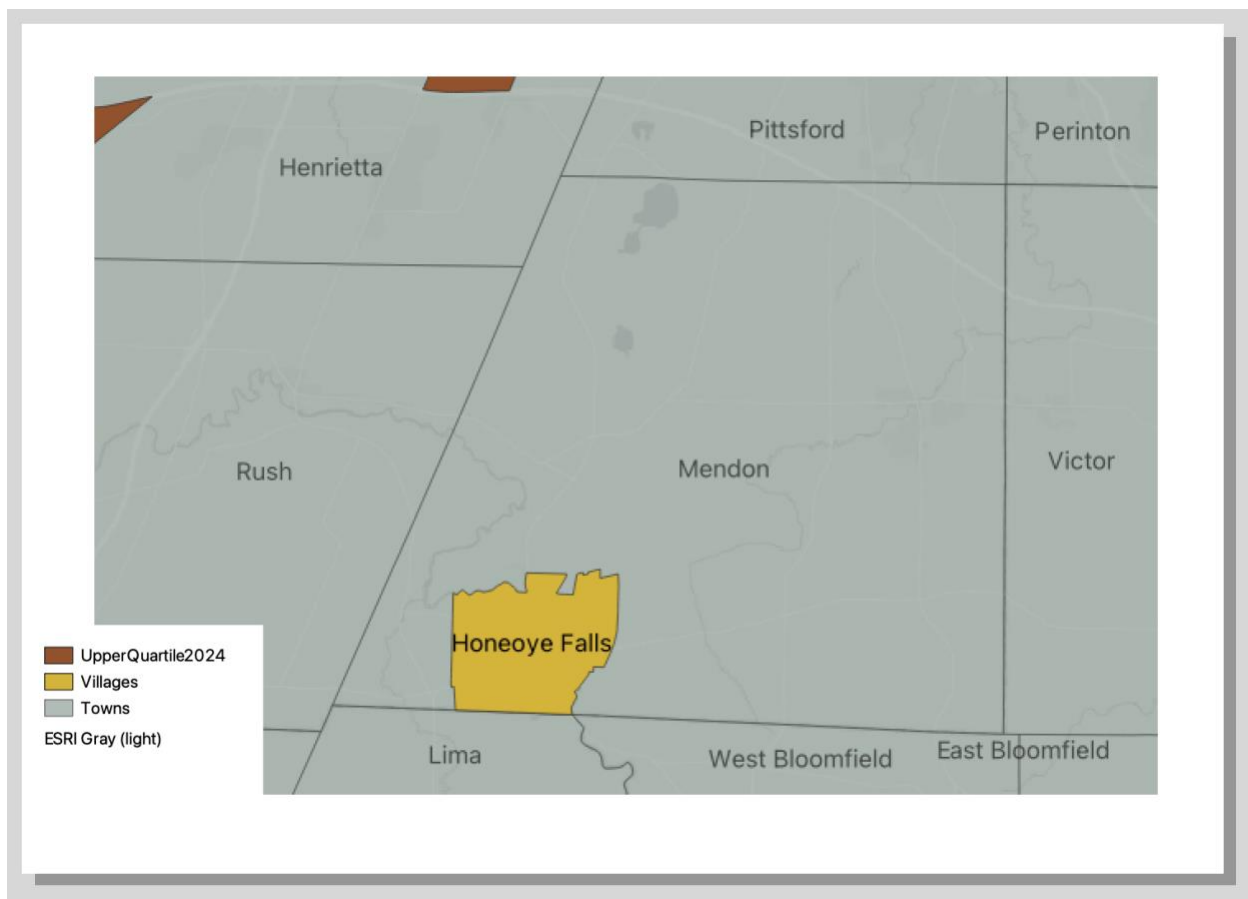 Pittsford
Perinton
Henrietta
Rush
Mendon
Victor
Honeoye Falls
UpperQuartile2024
Villages
Towns
ESRI Gray (light)
Lima
West Bloomfield
East Bloomfield